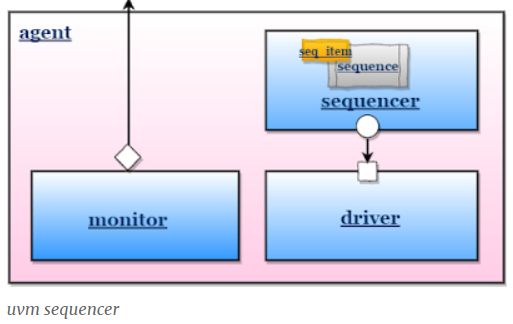 agent
seq_item
sequence
sequencer
monitor
driver
uvm sequencer